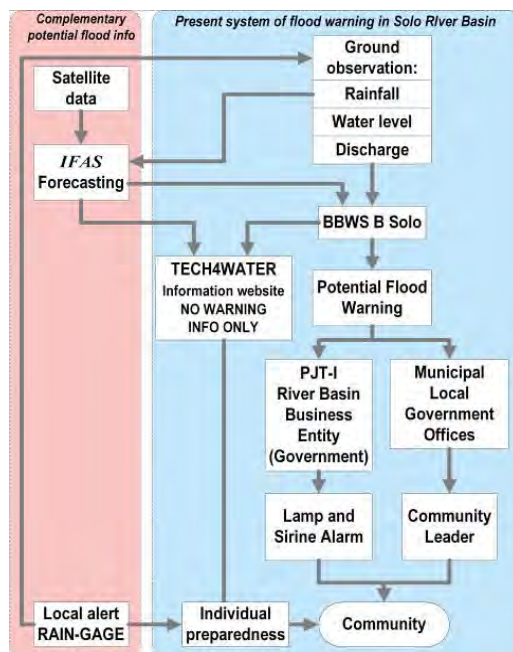 Complementary
potential flood info
Present system of flood warning in Solo RIver Basin
Satellite
data
IFAS
Forecasting
Ground
observation:
Rainfall
Water level
Discharge
BBWS B Solo
TECH4WATER
Information website
NO WARNING
INFO ONLY
Potential Flood
Warning
PJT-I
River Basin
Business
Entity
(Government)
Municipal
Local
Government
Offices
Lamp and
Sirine Alarm
Community
Leader
Local alert
RAIN-GAGE
Individual
preparedness
Community